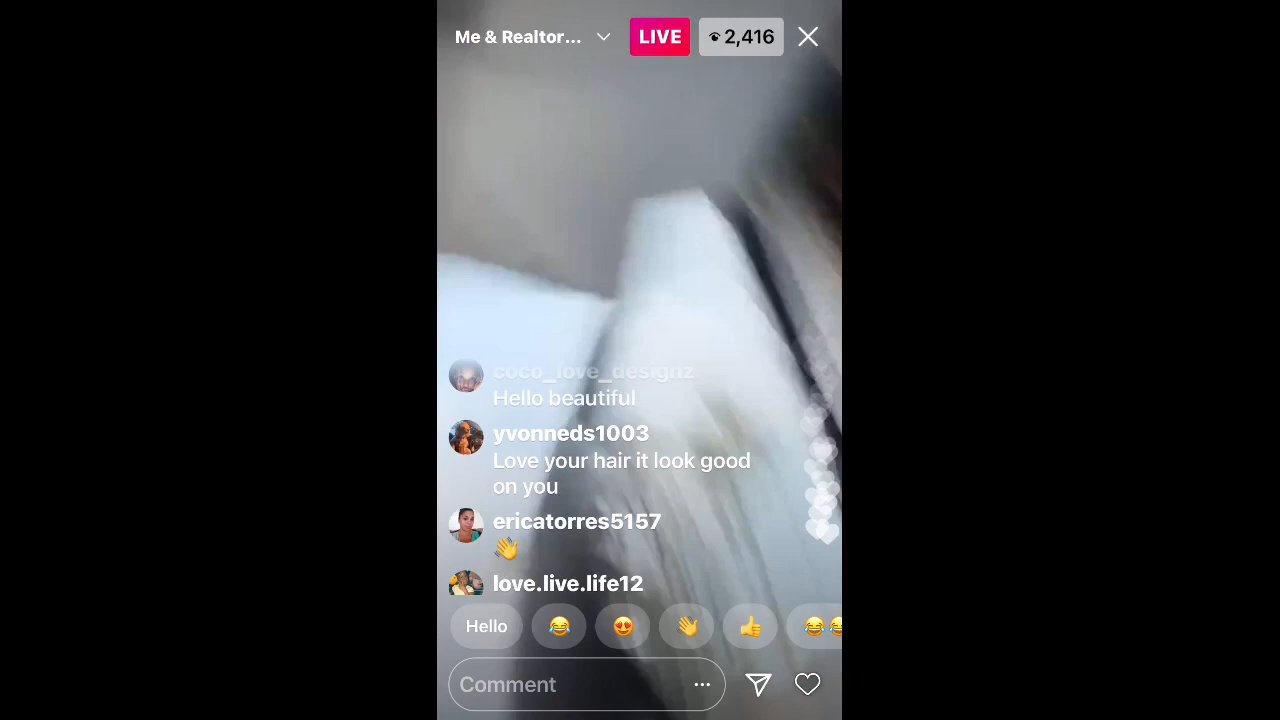 Me & Realtor...
LIVE
2,416
coco_love_designz
Hello beautiful
yvonneds1003
Love your hair it look good
on you
ericatorres5157
👋
love.live.life12
Hello 😂 😍 👋 👍 😂😂
Comment